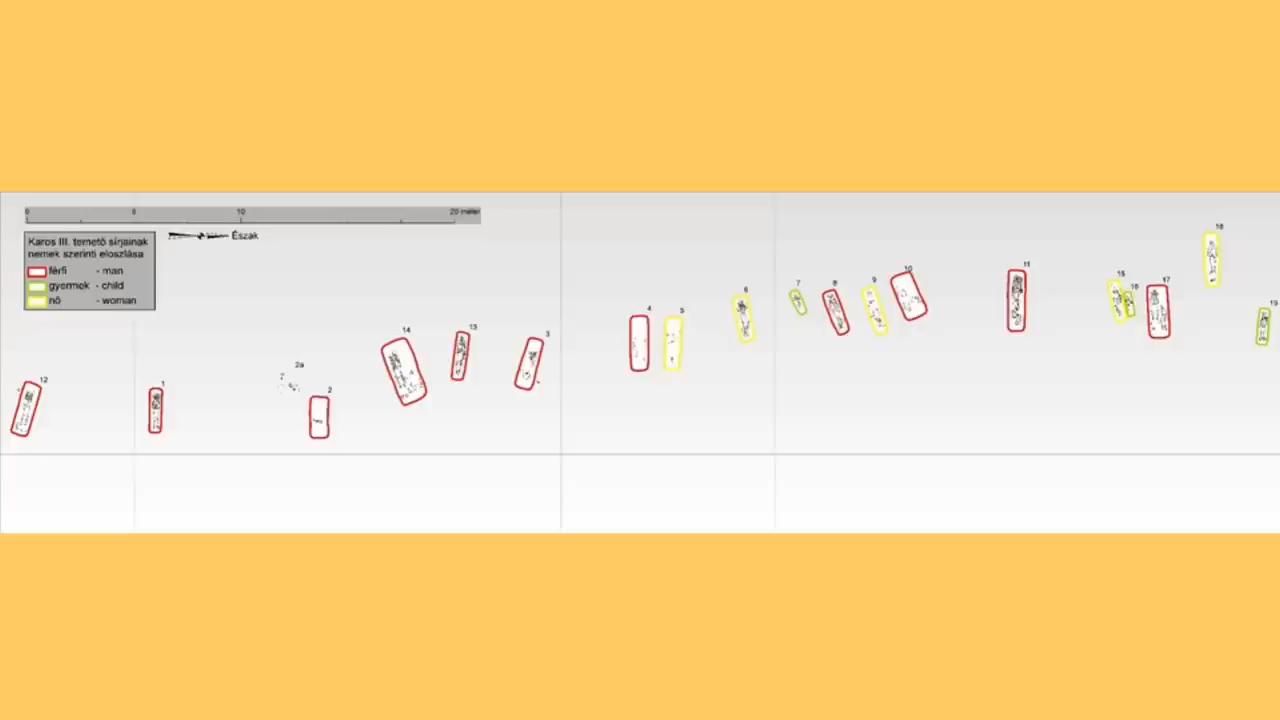 0 5 10 20 méter
Észak
Karos III. temető sírjainak
nemek szerinti eloszlása
férfi - man
gyermek - child
nő - woman
18
11
10
15
17
7
8
9
16
6
19
4
5
14
13
3
2a
12
1
2